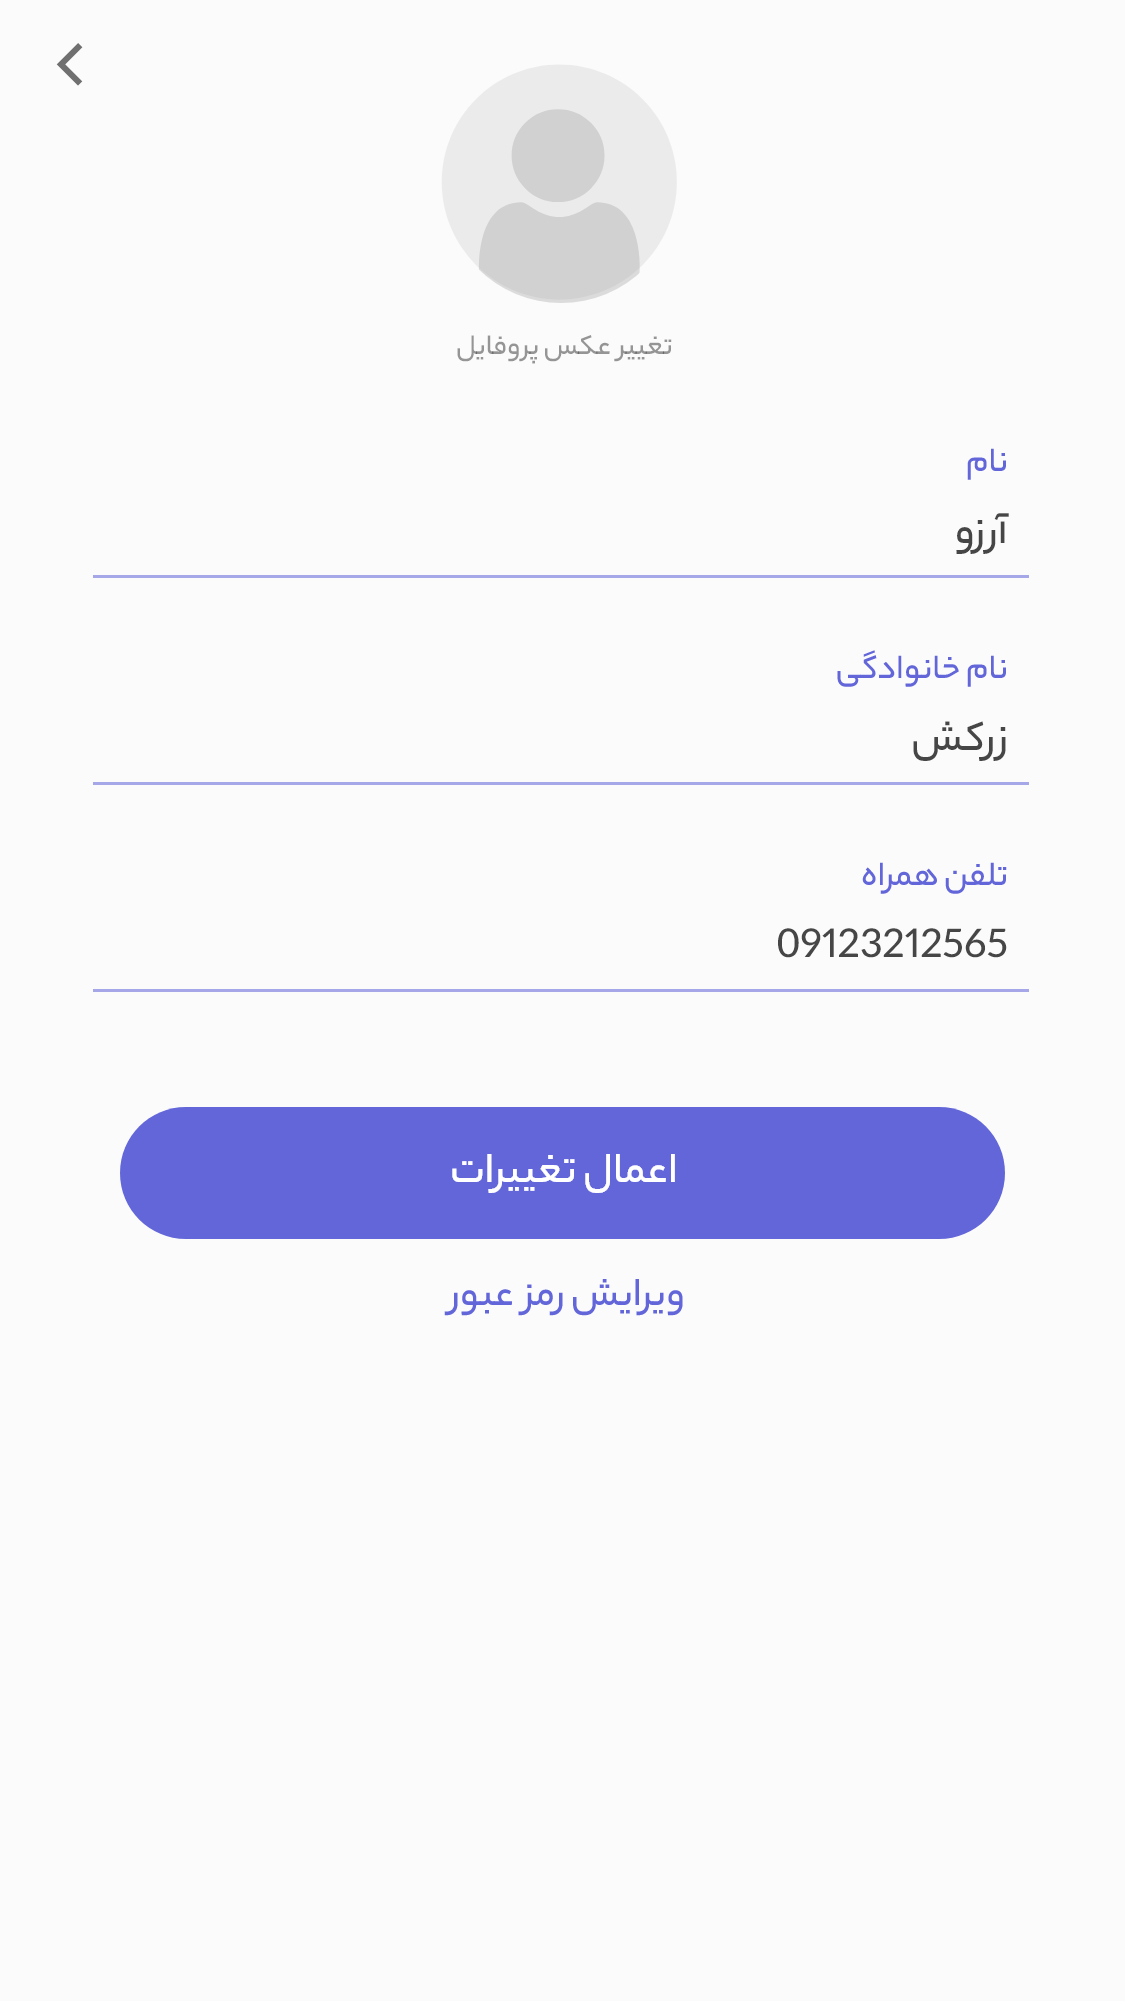 تغییر عکس پروفایل
نام
آرزو
نام خانوادگی
زرکش
تلفن همراه
09123212565
اعمال تغییرات
ویرایش رمز عبور